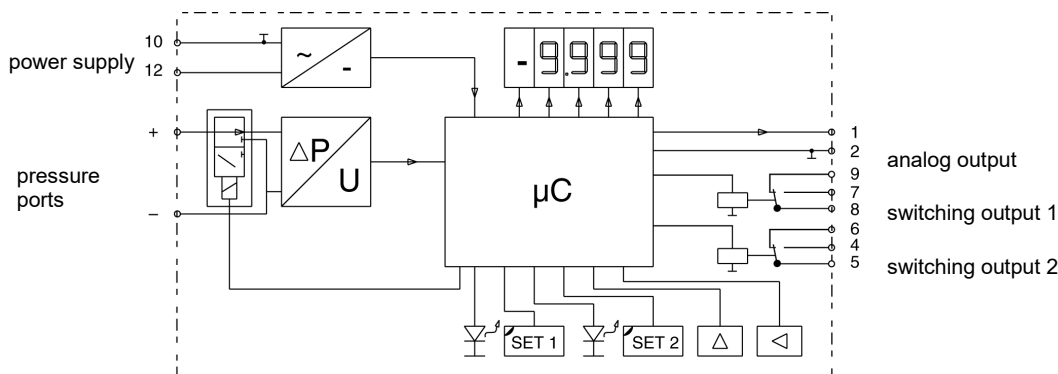 10
12
power supply
~
-
-9.999
+
−
pressure
ports
△P
U
µC
1
2
analog output
9
7
8
switching output 1
6
4
5
switching output 2
SET 1
SET 2